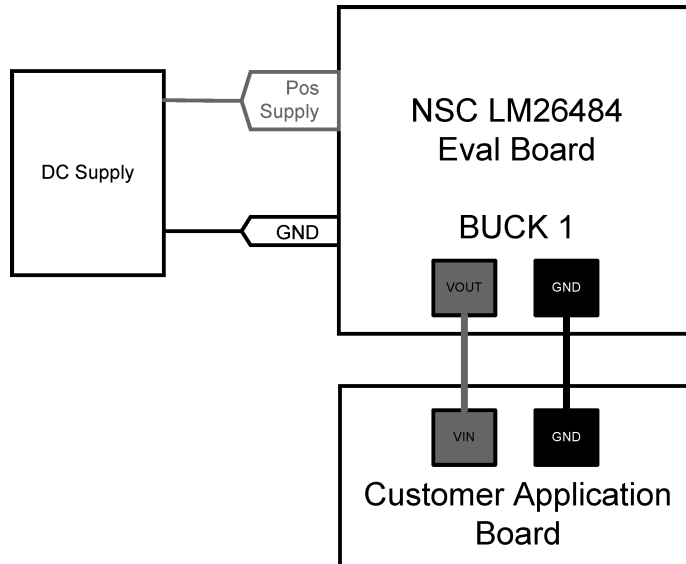 Pos
Supply
NSC LM26484
Eval Board
DC Supply
GND
BUCK 1
VOUT
GND
VIN
GND
Customer Application
Board